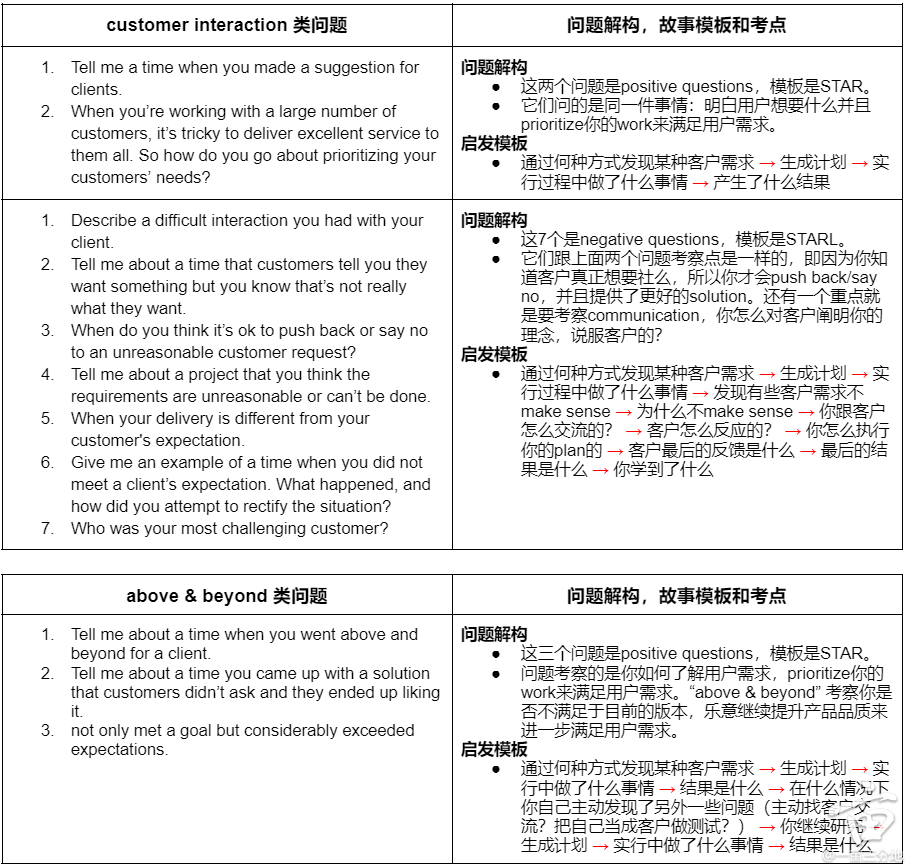 customer interaction 类问题
问题解构，故事模板和考点
1. Tell me a time when you made a suggestion for
clients.
2. When you’re working with a large number of
customers, it’s tricky to deliver excellent service to
them all. So how do you go about prioritizing your
customers’ needs?
问题解构
● 这两个问题是positive questions，模板是STAR。
● 它们问的是同一件事情：明白用户想要什么并且
prioritize你的work来满足用户需求。
启发模板
● 通过何种方式发现某种客户需求 → 生成计划 → 实
行过程中做了什么事情 → 产生了什么结果
1. Describe a difficult interaction you had with your
client.
2. Tell me about a time that customers tell you they
want something but you know that’s not really
what they want.
3. When do you think it’s ok to push back or say no
to an unreasonable customer request?
4. Tell me about a project that you think the
requirements are unreasonable or can’t be done.
5. When your delivery is different from your
customer's expectation.
6. Give me an example of a time when you did not
meet a client’s expectation. What happened, and
how did you attempt to rectify the situation?
7. Who was your most challenging customer?
问题解构
● 这7个是negative questions，模板是STARL。
● 它们跟上面两个问题考察点是一样的，即因为你知
道客户真正想要社么，所以你才会push back/say
no，并且提供了更好的solution。还有一个重点就
是要考察communication，你怎么对客户阐明你的
理念，说服客户的？
启发模板
● 通过何种方式发现某种客户需求 → 生成计划 → 实
行过程中做了什么事情 → 发现有些客户需求不
make sense → 为什么不make sense → 你跟客户
怎么交流的？ → 客户怎么反应的？ → 你怎么执行
你的plan的 → 客户最后的反馈是什么 → 最后的结
果是什么 → 你学到了什么
above & beyond 类问题
问题解构，故事模板和考点
1. Tell me about a time when you went above and
beyond for a client.
2. Tell me about a time you came up with a solution
that customers didn’t ask and they ended up liking
it.
3. not only met a goal but considerably exceeded
expectations.
问题解构
● 这三个问题是positive questions，模板是STAR。
● 问题考察的是你如何了解用户需求，prioritize你的
work来满足用户需求。“above & beyond” 考察你是
否不满足于目前的版本，乐意继续提升产品品质来
进一步满足用户需求。
启发模板
● 通过何种方式发现某种客户需求 → 生成计划 → 实
行中做了什么事情 → 结果是什么 → 在什么情况下
你自己主动发现了另外一些问题（主动找客户交
流？把自己当成客户做测试？） → 你继续研究 →
生成计划 → 实行中做了什么事情 → 结果是什么
@一亩三分地